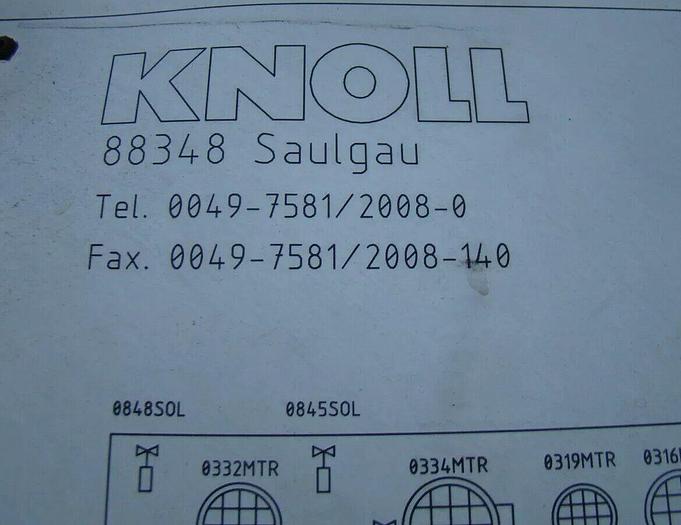 KNOLL
88348 Saulgau
Tel. 0049-7581/2008-0
Fax. 0049-7581/2008-140
0848SOL 0845SOL
0332MTR 0334MTR 0319MTR